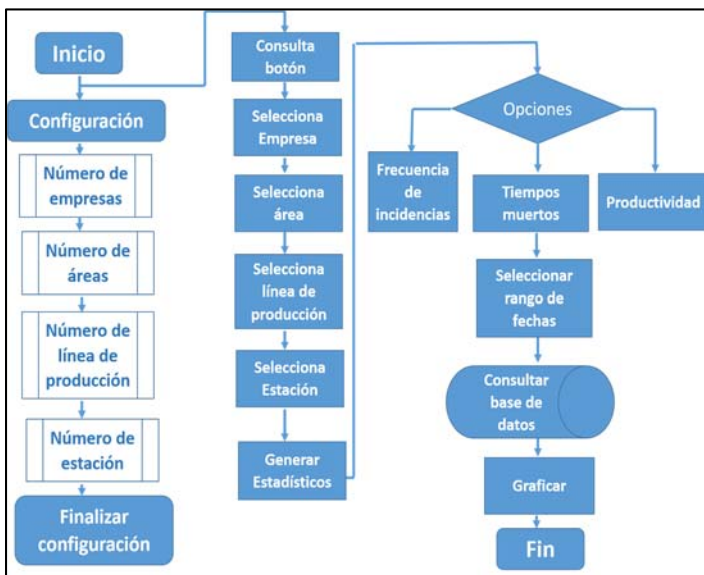 Inicio
Configuración
Número de
empresas
Número de
áreas
Número de
línea de
producción
Número de
estación
Finalizar
configuración
Consulta
botón
Selecciona
Empresa
Selecciona
área
Selecciona
línea de
producción
Selecciona
Estación
Generar
Estadísticos
Opciones
Frecuencia
de
incidencias
Tiempos
muertos
Productividad
Seleccionar
rango de
fechas
Consultar
base de
datos
Graficar
Fin